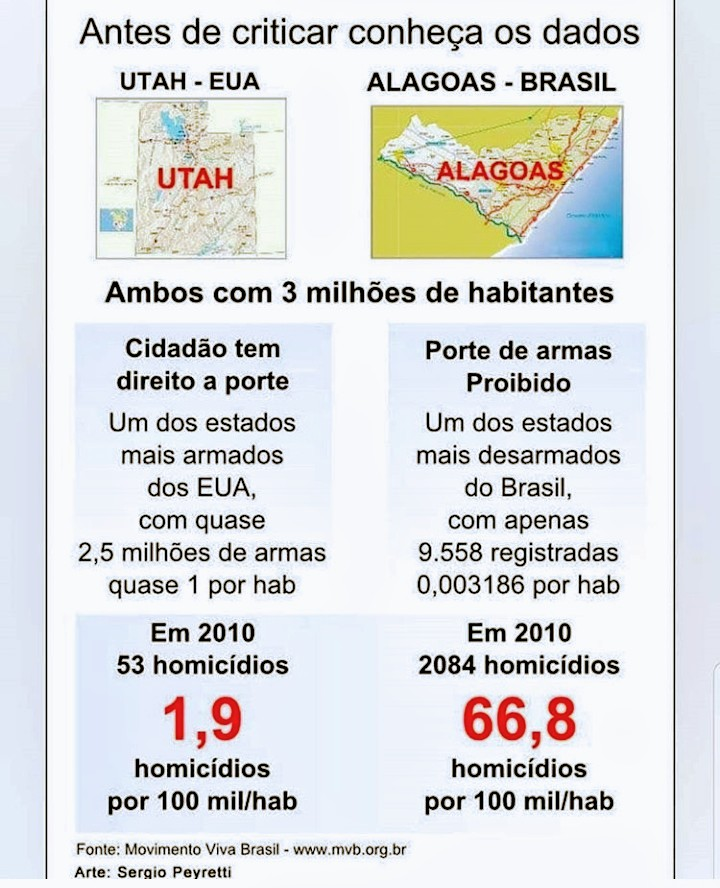 Antes de criticar conheça os dados
UTAH - EUA
ALAGOAS - BRASIL
UTAH
ALAGOAS
Ambos com 3 milhões de habitantes
Cidadão tem
direito a porte
Um dos estados
mais armados
dos EUA,
com quase
2,5 milhões de armas
quase 1 por hab
Porte de armas
Proibido
Um dos estados
mais desarmados
do Brasil,
com apenas
9.558 registradas
0,003186 por hab
Em 2010
53 homicídios
1,9
homicídios
por 100 mil/hab
Em 2010
2084 homicídios
66,8
homicídios
por 100 mil/hab
Fonte: Movimento Viva Brasil - www.mvb.org.br
Arte: Sergio Peyretti